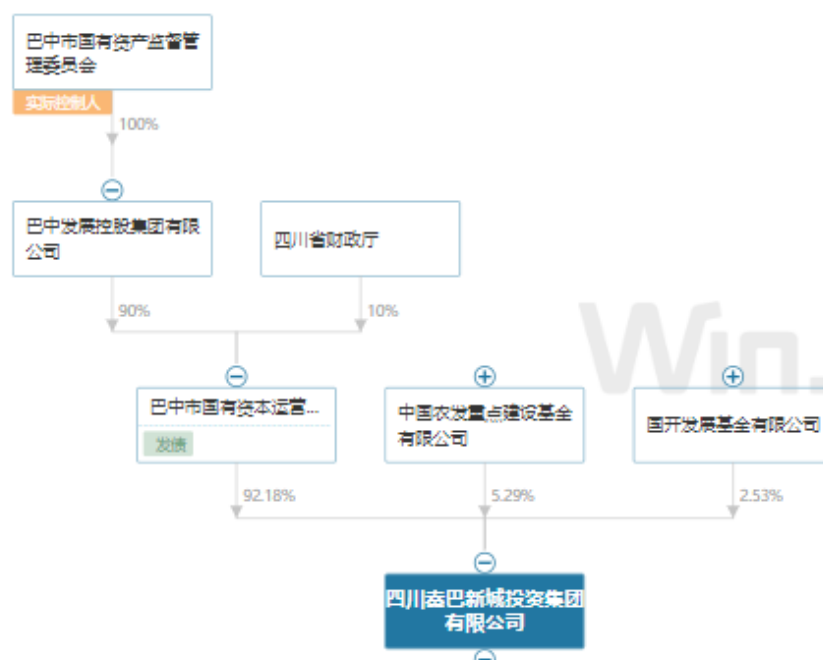 巴中市国有资产监督管
理委员会
实际控制人
100%
巴中发展控股集团有限
公司
四川省财政厅
90%
10%
Win.
巴中市国有资本运营...
发债
中国农发重点建设基金
有限公司
国开发展基金有限公司
92.18%
5.29%
2.53%
四川秦巴新城投资集团
有限公司